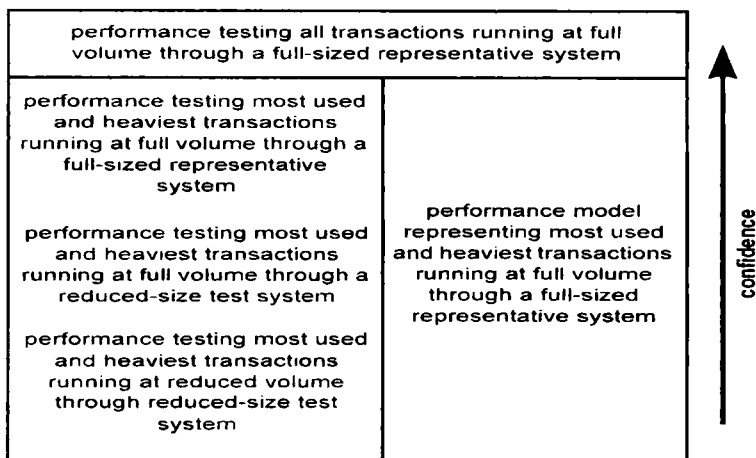 performance testing all transactions running at full
volume through a full-sized representative system
performance testing most used
and heaviest transactions
running at full volume through a
full-sized representative
system
performance testing most used
and heaviest transactions
running at full volume through a
reduced-size test system
performance testing most used
and heaviest transactions
running at reduced volume
through reduced-size test
system
performance model
representing most used
and heaviest transactions
running at full volume
through a full-sized
representative system
confidence